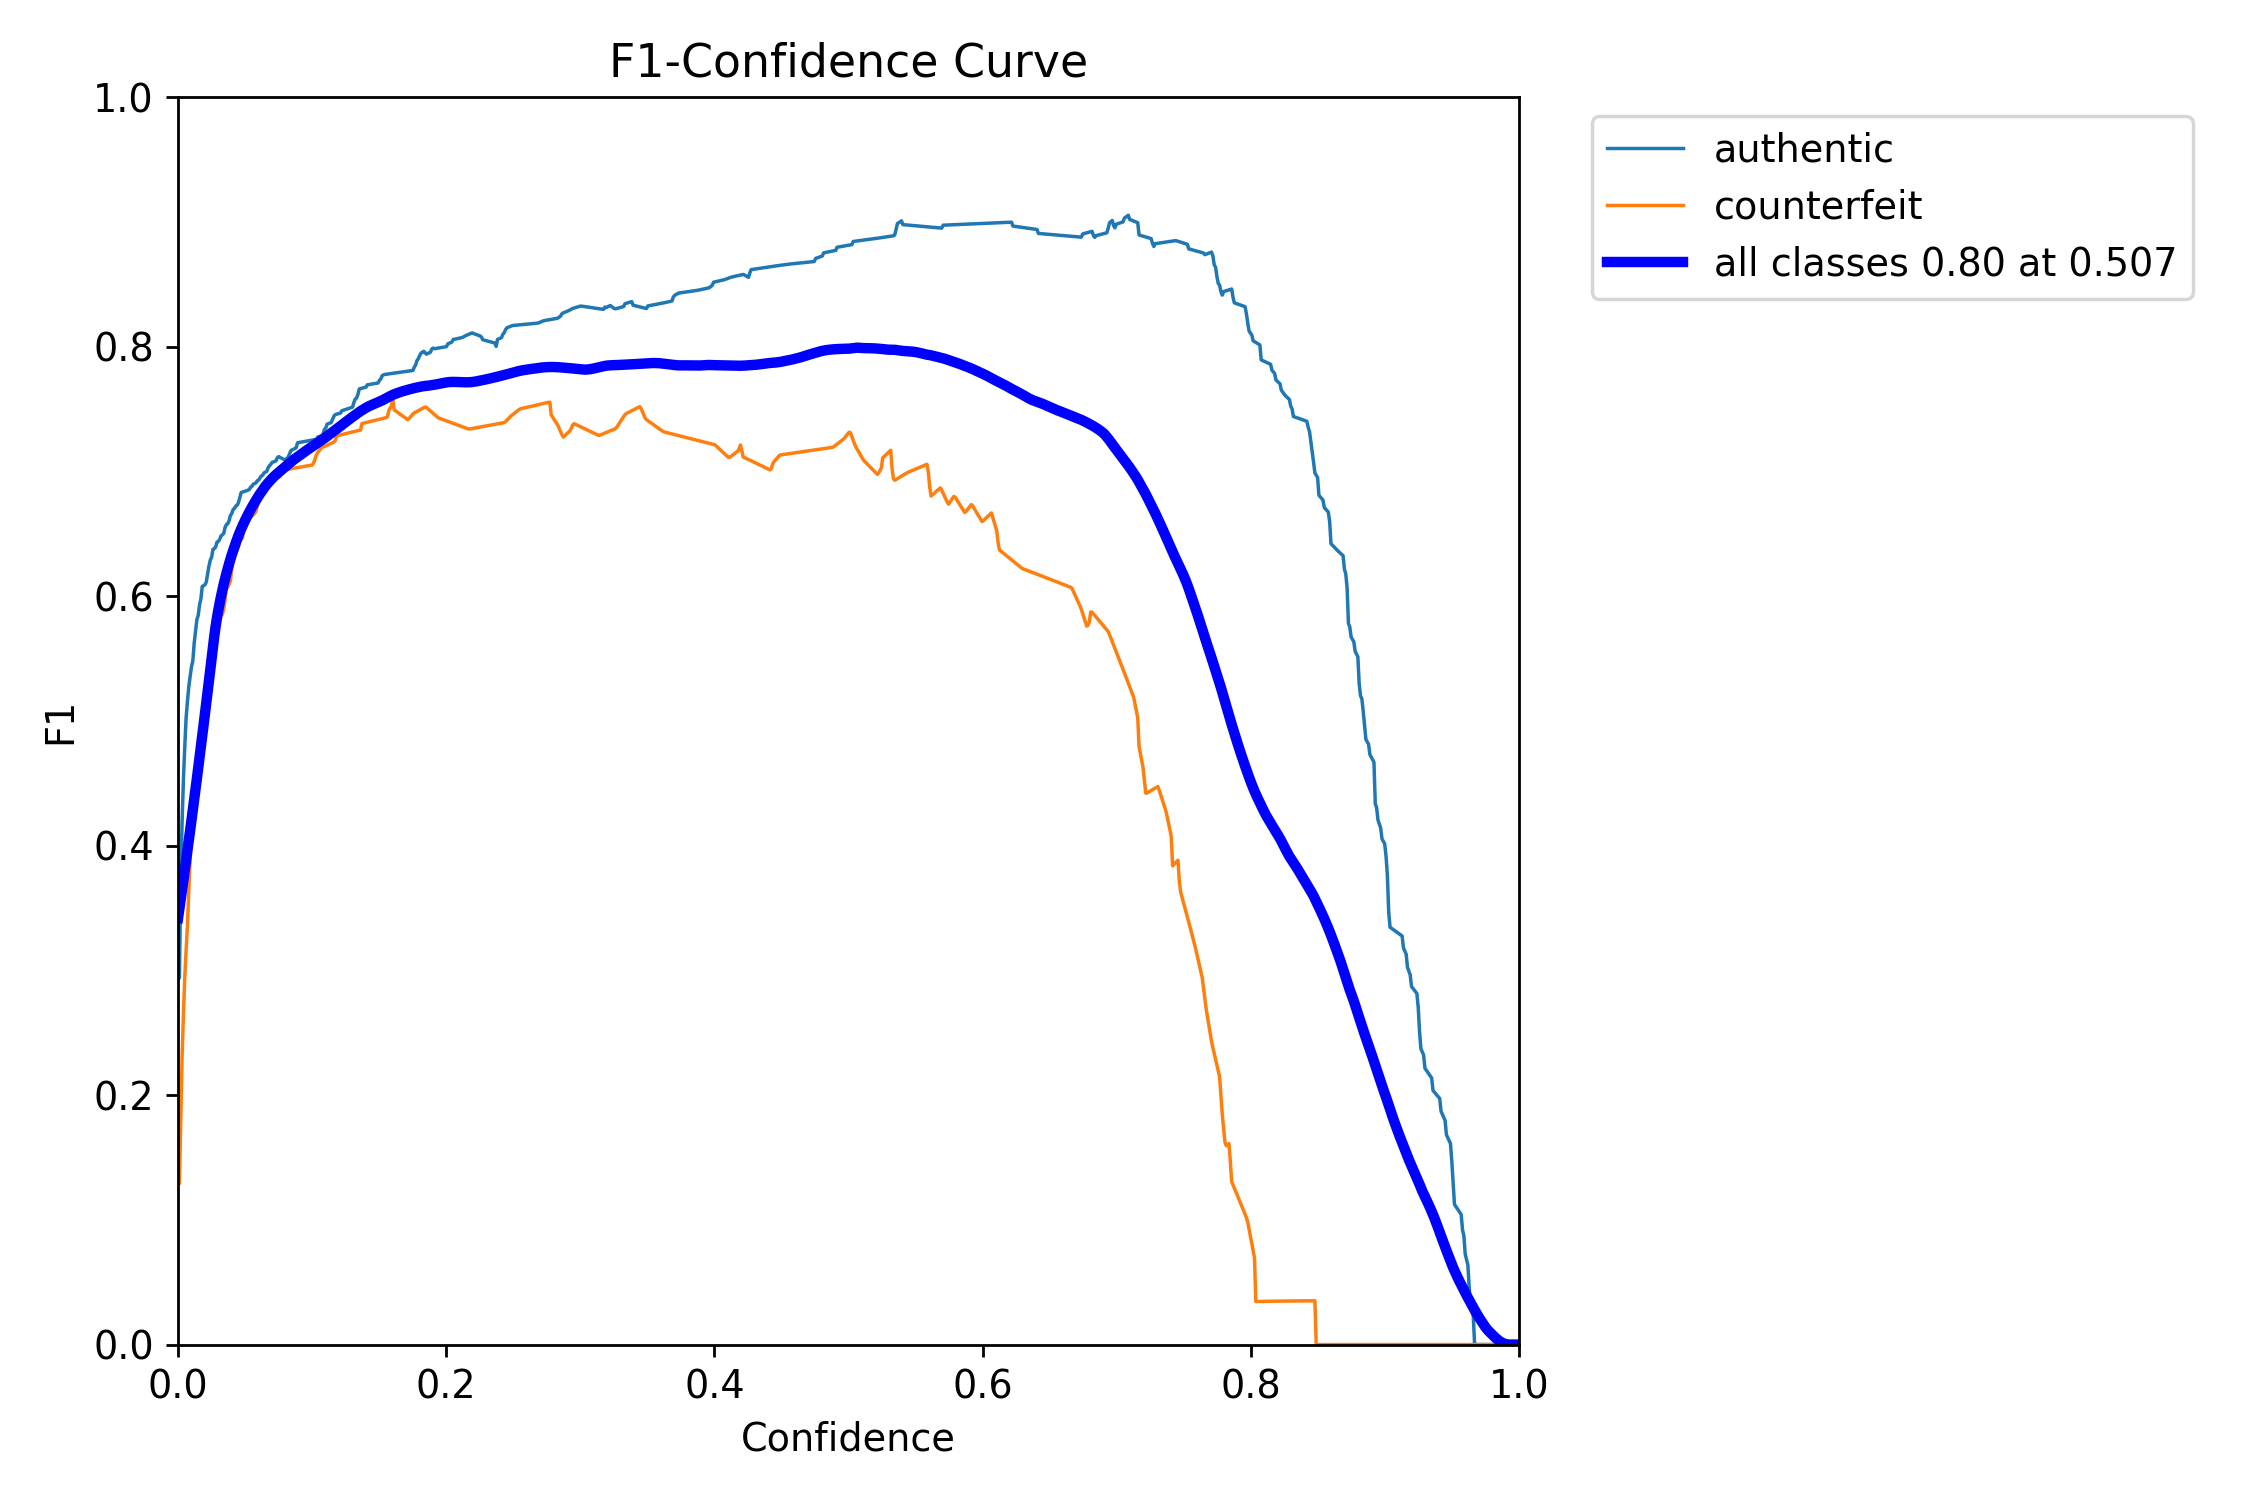 F1-Confidence Curve
1.0
0.8
0.6
0.4
0.2
0.0
F1
0.0 0.2 0.4 0.6 0.8 1.0
Confidence
authentic
counterfeit
all classes 0.80 at 0.507